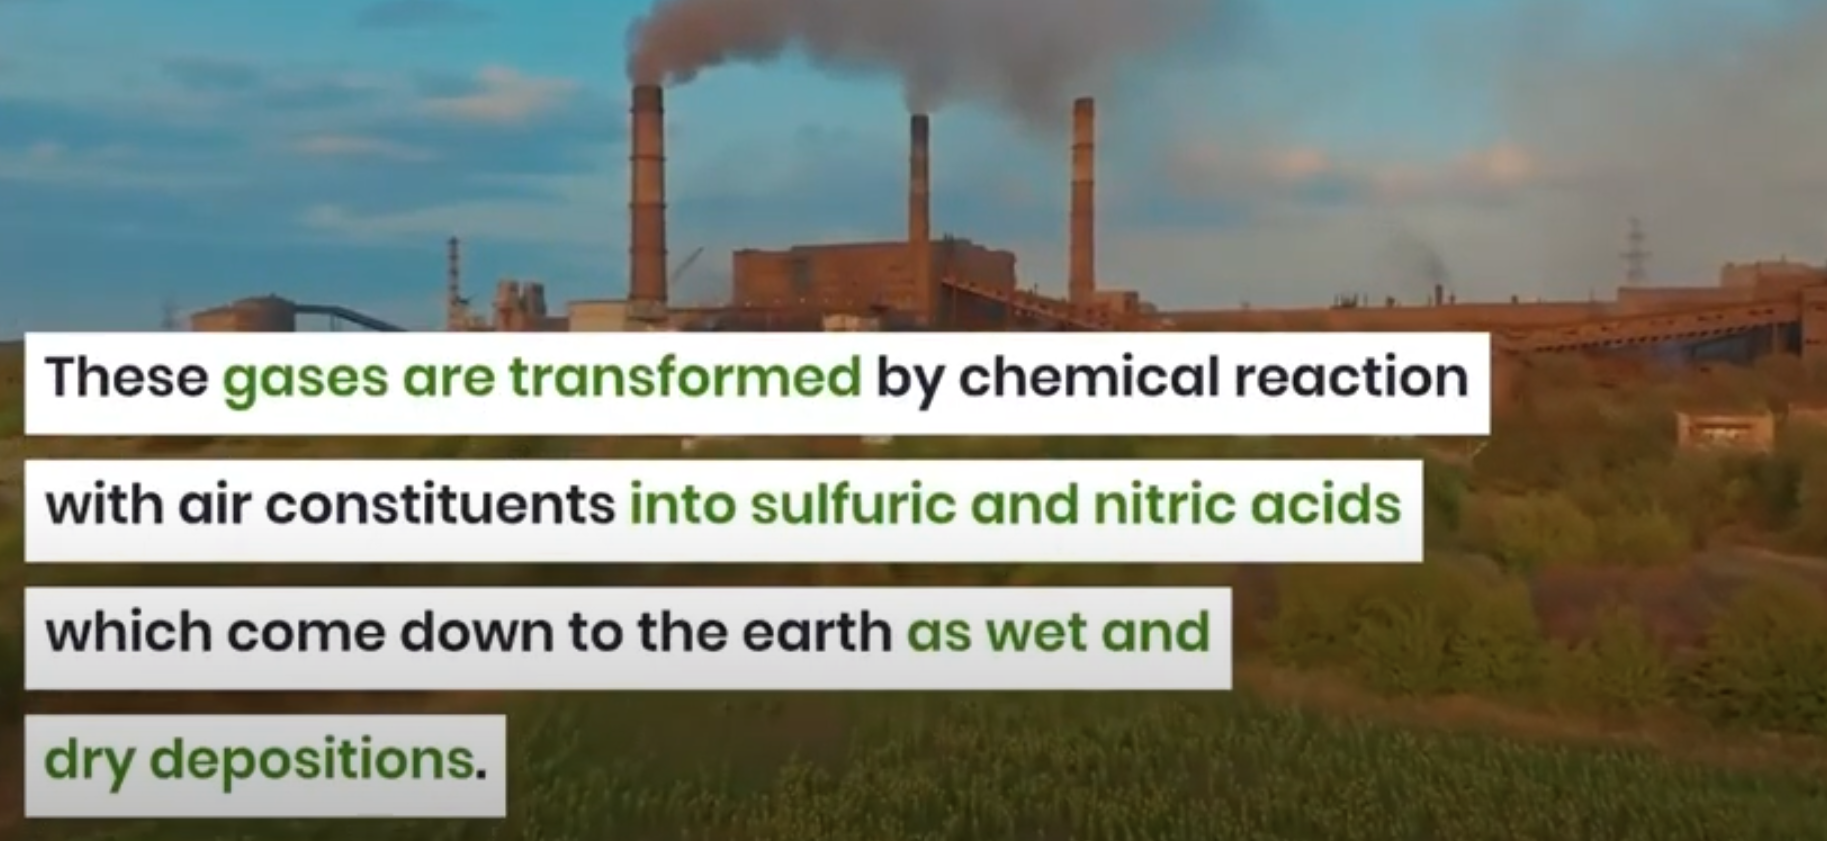 These gases are transformed by chemical reaction
with air constituents into sulfuric and nitric acids
which come down to the earth as wet and
dry depositions.